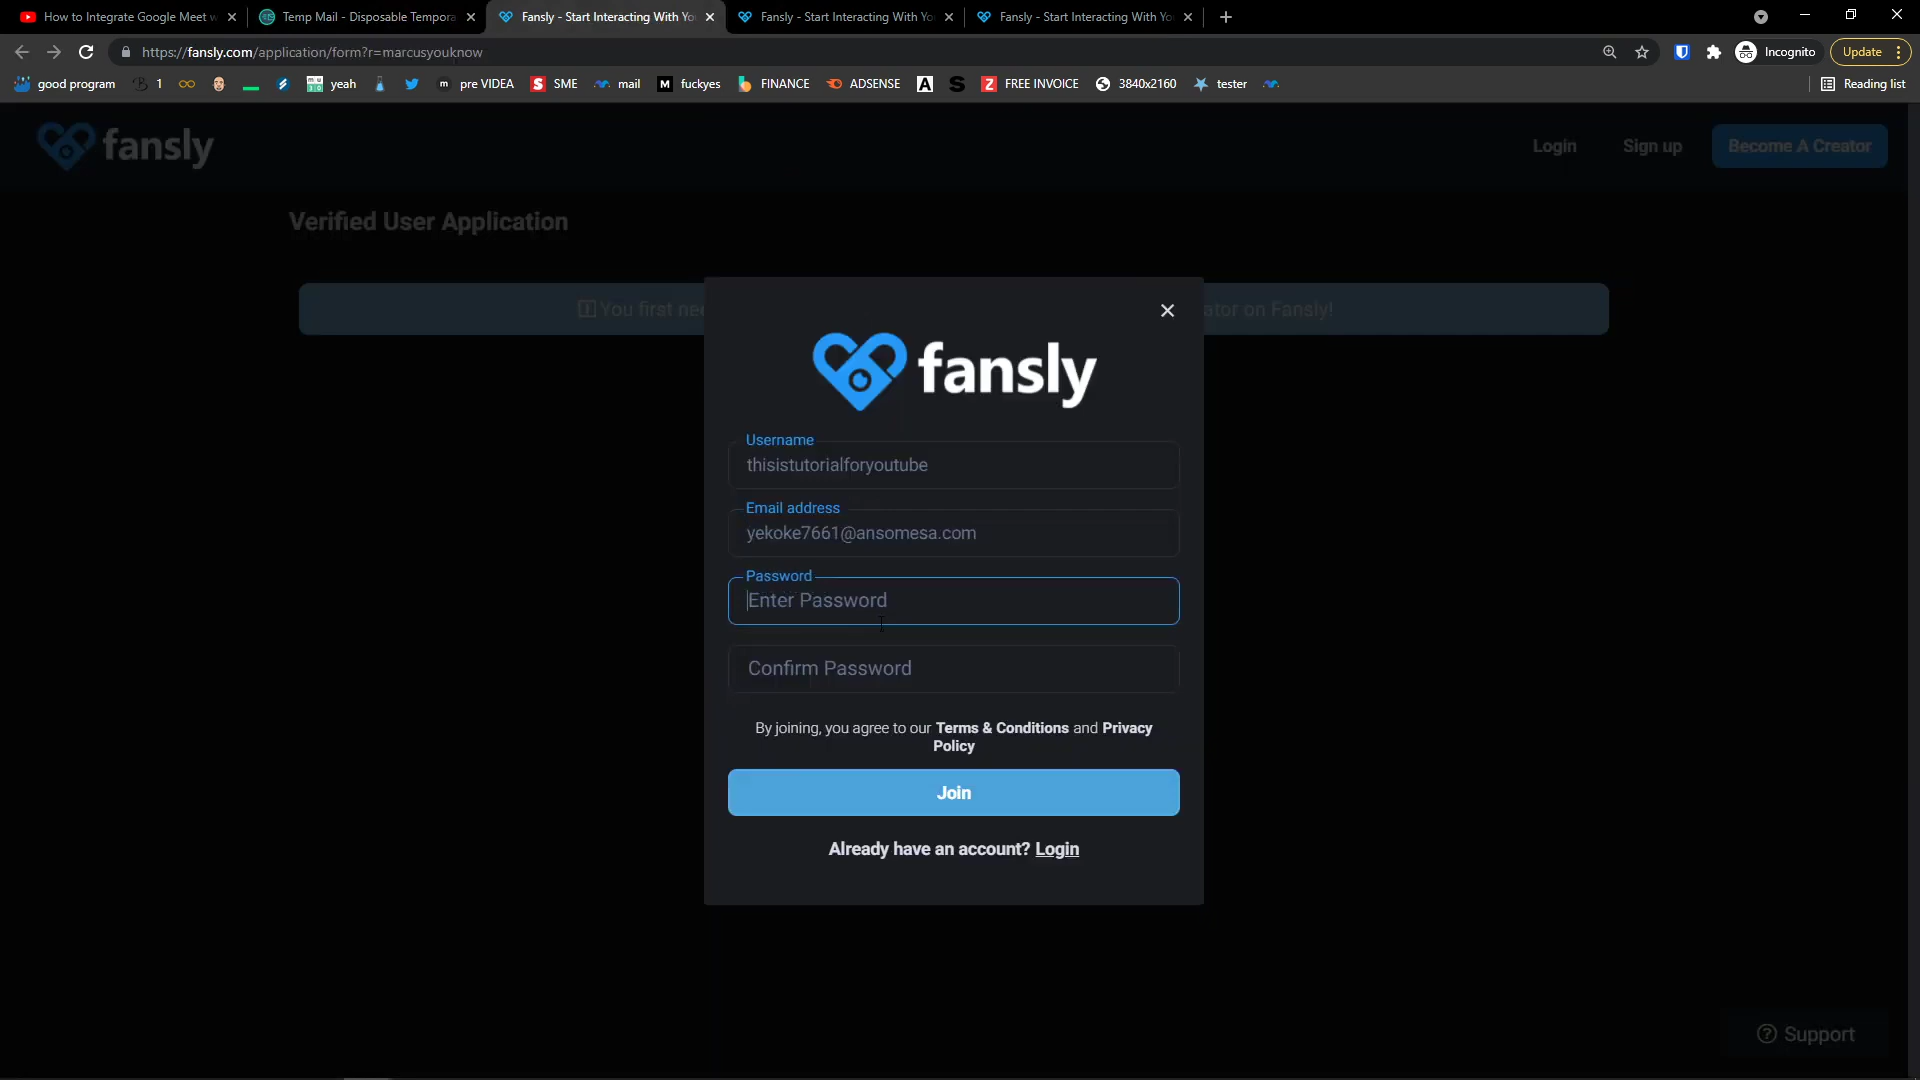 How to Integrate Google Meet w
Temp Mail - Disposable Tempora
Fansly - Start Interacting With Yo
Fansly - Start Interacting With Yo
Fansly - Start Interacting With Yo
https://fansly.com/application/form?r=marcusyouknow
Incognito
Update
good program
1
yeah
pre VIDEA
S SME
mail
M fuckyes
FINANCE
ADSENSE
A
S
Z FREE INVOICE
3840x2160
tester
Reading list
fansly
Login
Sign up
Become A Creator
Verified User Application
You first nee
ator on Fansly!
fansly
Username
thisistutorialforyoutube
Email address
yekoke7661@ansomesa.com
Password
Enter Password
Confirm Password
By joining, you agree to our Terms & Conditions and Privacy
Policy
Join
Already have an account? Login
Support